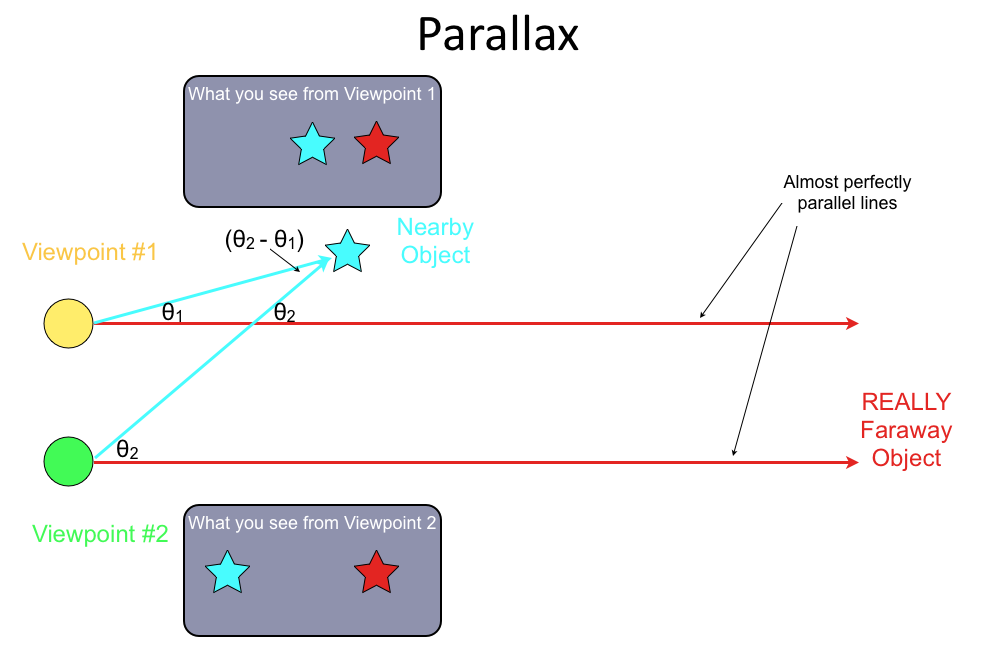 Parallax
What you see from Viewpoint 1
Almost perfectly
parallel lines
Nearby
Object
(θ2 - θ1)
Viewpoint #1
θ1
θ2
REALLY
Faraway
Object
θ2
Viewpoint #2
What you see from Viewpoint 2